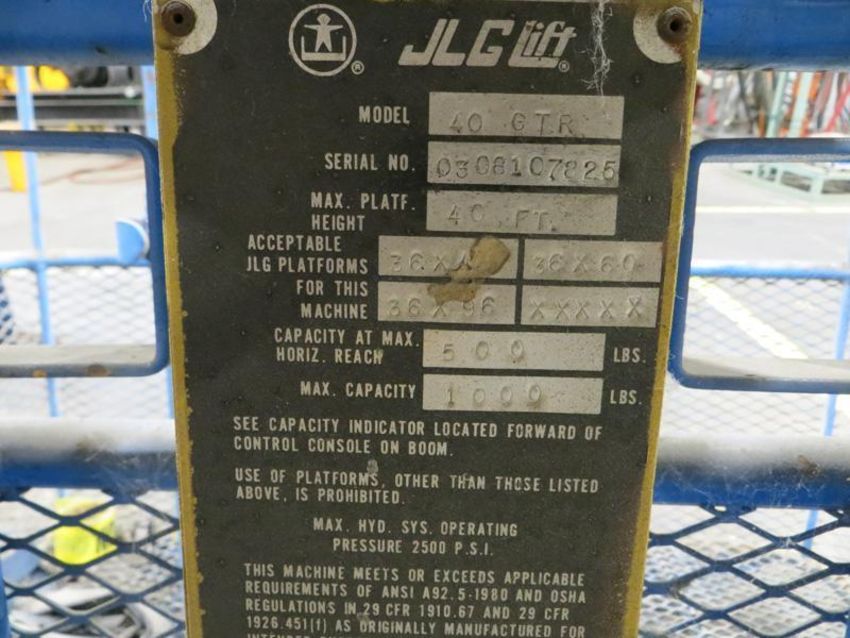 JLG Lift ®
®
MODEL 40 GTR
SERIAL NO. 0308107825
MAX. PLATF. HEIGHT 40 FT.
ACCEPTABLE JLG PLATFORMS FOR THIS MACHINE
36X 36X60
36X96 XXXXX
CAPACITY AT MAX. HORIZ. REACH 500 LBS.
MAX. CAPACITY 1000 LBS.
SEE CAPACITY INDICATOR LOCATED FORWARD OF
CONTROL CONSOLE ON BOOM.
USE OF PLATFORMS, OTHER THAN THOSE LISTED
ABOVE, IS PROHIBITED.
MAX. HYD. SYS. OPERATING
PRESSURE 2500 P.S.I.
THIS MACHINE MEETS OR EXCEEDS APPLICABLE
REQUIREMENTS OF ANSI A92.5-1980 AND OSHA
REGULATIONS IN 29 CFR 1910.67 AND 29 CFR
1926.451(f) AS ORIGINALLY MANUFACTURED FOR